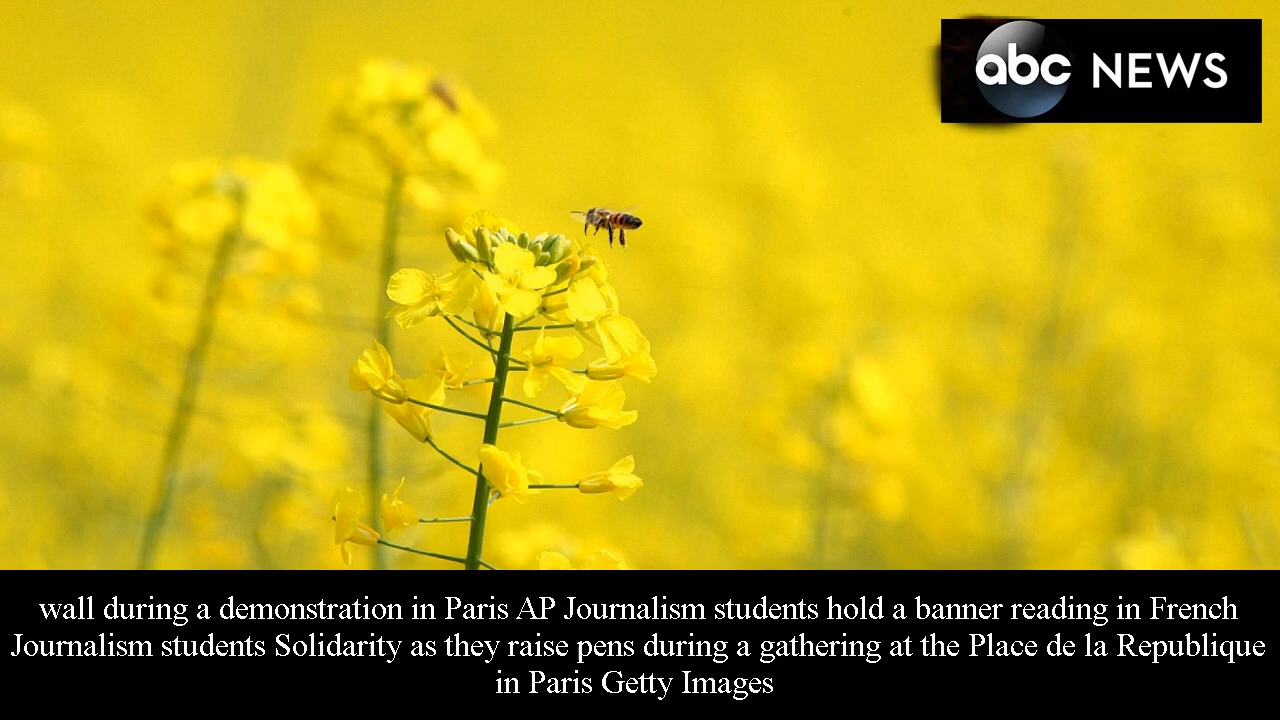 abc NEWS
wall during a demonstration in Paris AP Journalism students hold a banner reading in French
Journalism students Solidarity as they raise pens during a gathering at the Place de la Republique
in Paris Getty Images